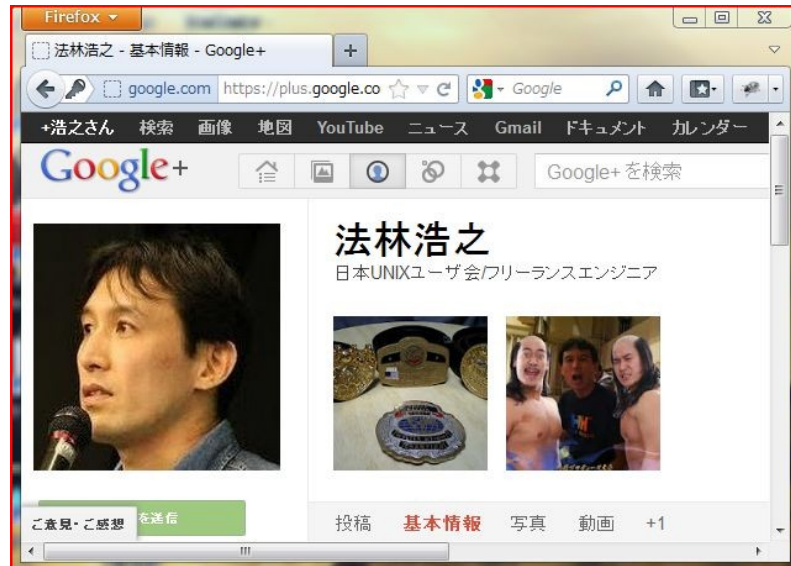 Firefox
法林浩之 - 基本情報 - Google+
google.com https://plus.google.co
Google
+浩之さん 検索 画像 地図 YouTube ニュース Gmail ドキュメント カレンダー
Google+
Google+ を検索
法林浩之
日本UNIXユーザ会/フリーランスエンジニア
ご意見・ご感想
を送信
投稿 基本情報 写真 動画 +1